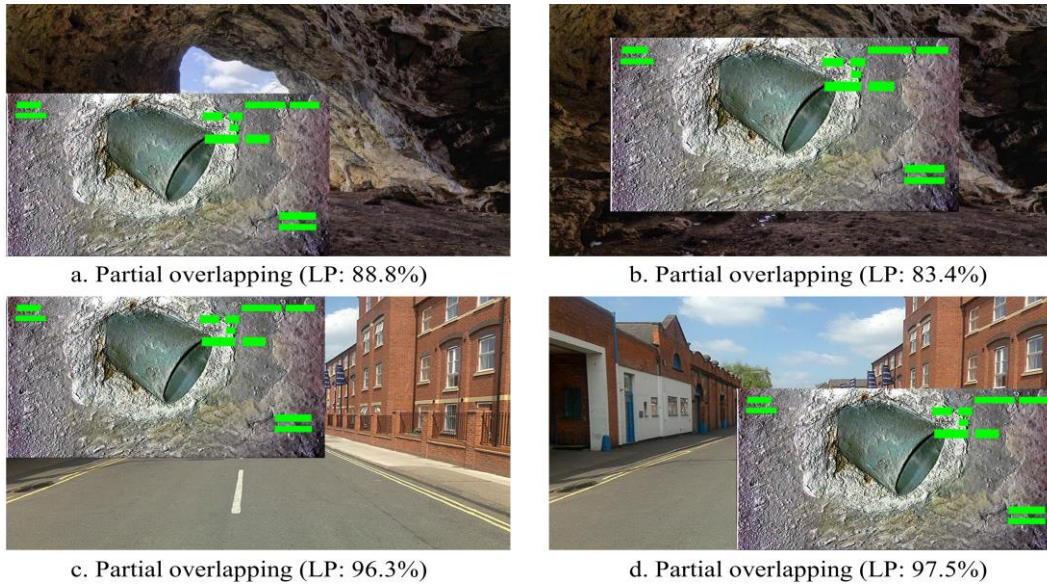 a. Partial overlapping (LP: 88.8%)
b. Partial overlapping (LP: 83.4%)
c. Partial overlapping (LP: 96.3%)
d. Partial overlapping (LP: 97.5%)